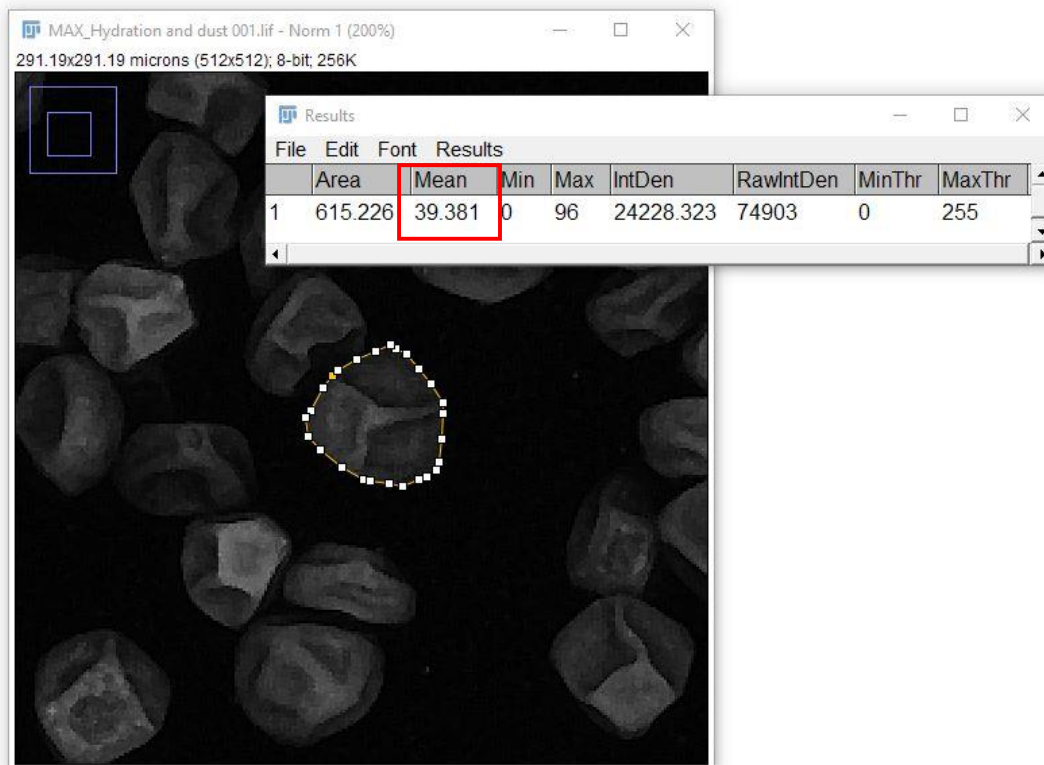 MAX_Hydration and dust 001.lif - Norm 1 (200%)
291.19x291.19 microns (512x512); 8-bit; 256K
Results
File Edit Font Results
Area Mean Min Max IntDen RawIntDen MinThr MaxThr
1 615.226 39.381 0 96 24228.323 74903 0 255